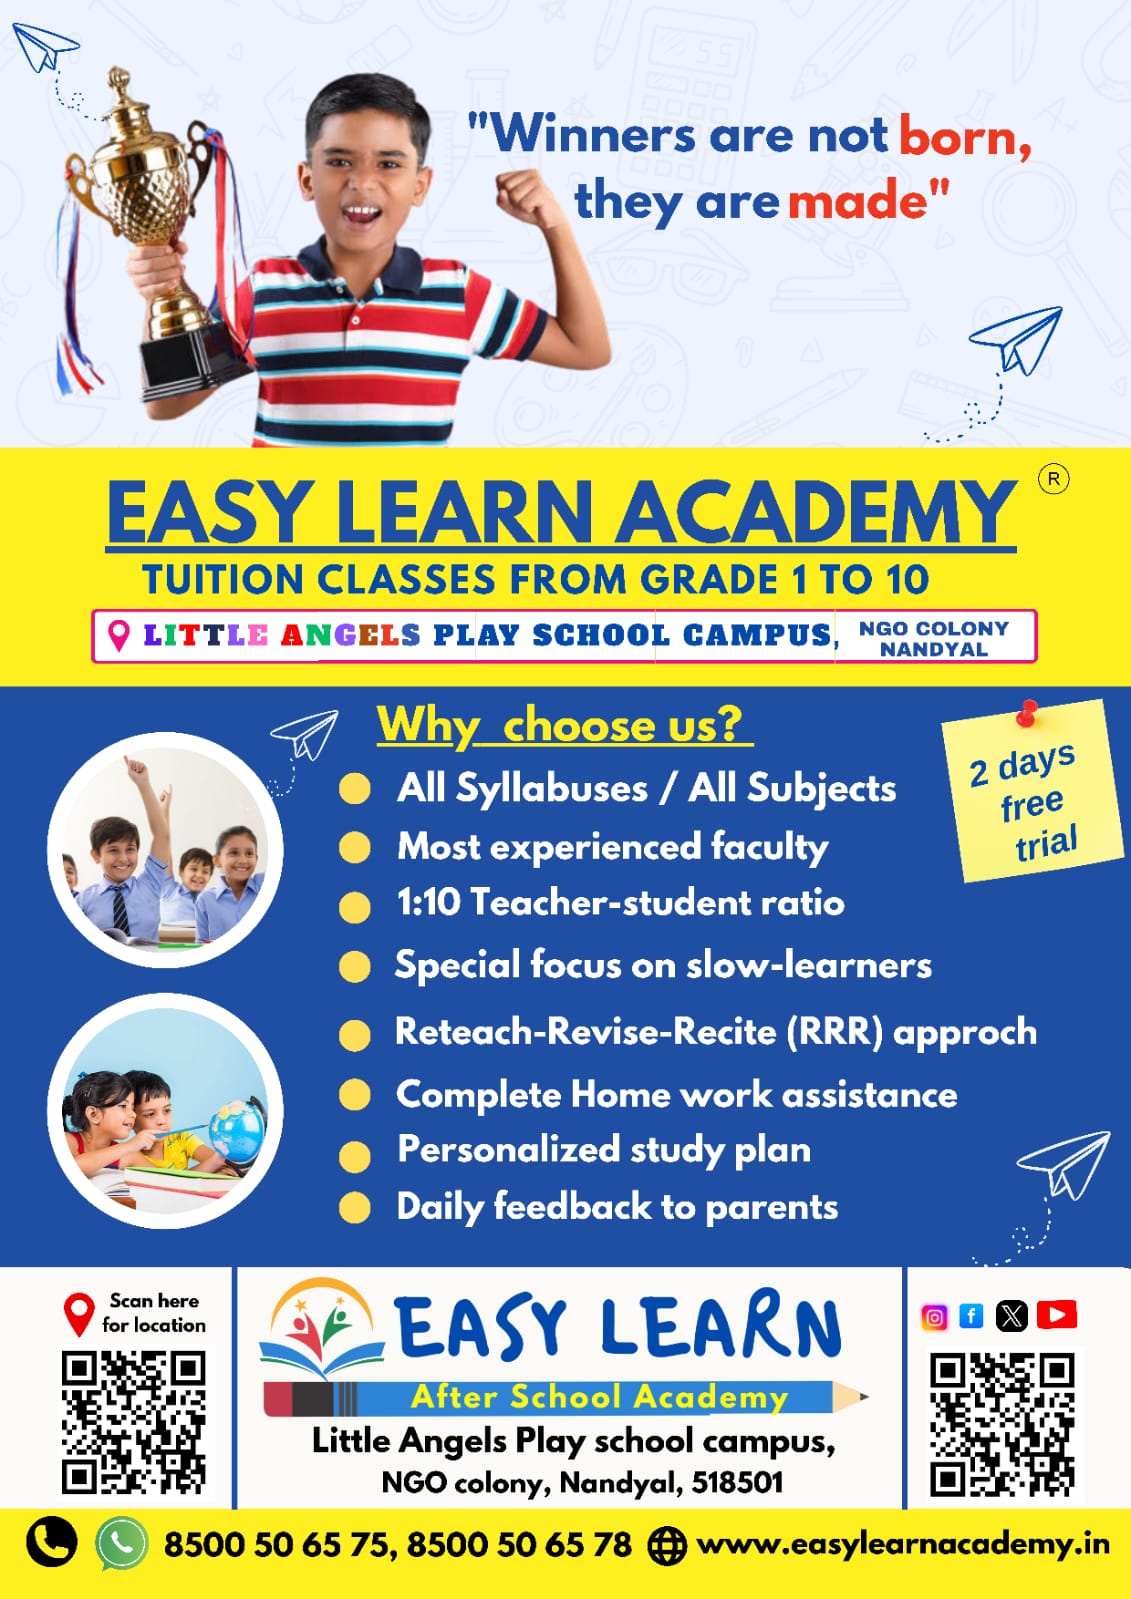 "Winners are not born,
they are made"
EASY LEARN ACADEMY ®
TUITION CLASSES FROM GRADE 1 TO 10
LITTLE ANGELS PLAY SCHOOL CAMPUS, NGO COLONY
NANDYAL
Why choose us?
2 days
free
trial
All Syllabuses / All Subjects
Most experienced faculty
1:10 Teacher-student ratio
Special focus on slow-learners
Reteach-Revise-Recite (RRR) approch
Complete Home work assistance
Personalized study plan
Daily feedback to parents
Scan here
for location
EASY LEARN
After School Academy
Little Angels Play school campus,
NGO colony, Nandyal, 518501
8500 50 65 75, 8500 50 65 78 www.easylearnacademy.in